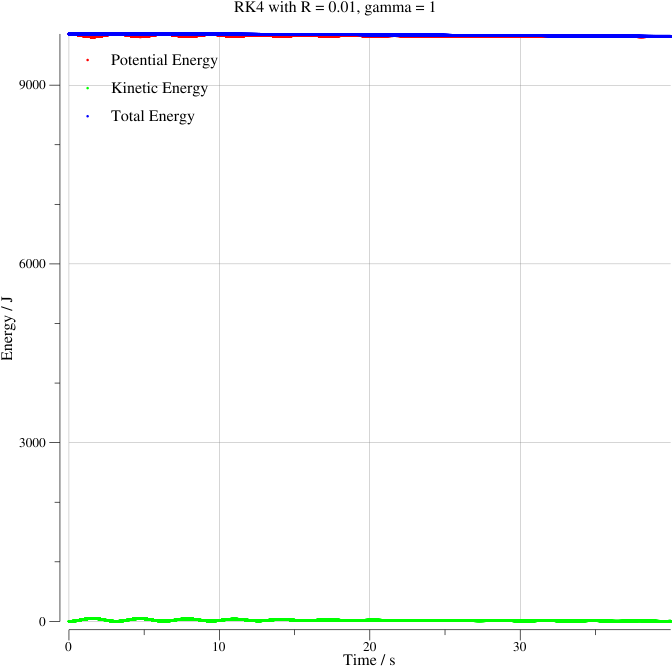 RK4 with R = 0.01, gamma = 1
9000
Potential Energy
Kinetic Energy
Total Energy
6000
Energy / J
3000
0
0
10
20
30
Time / s